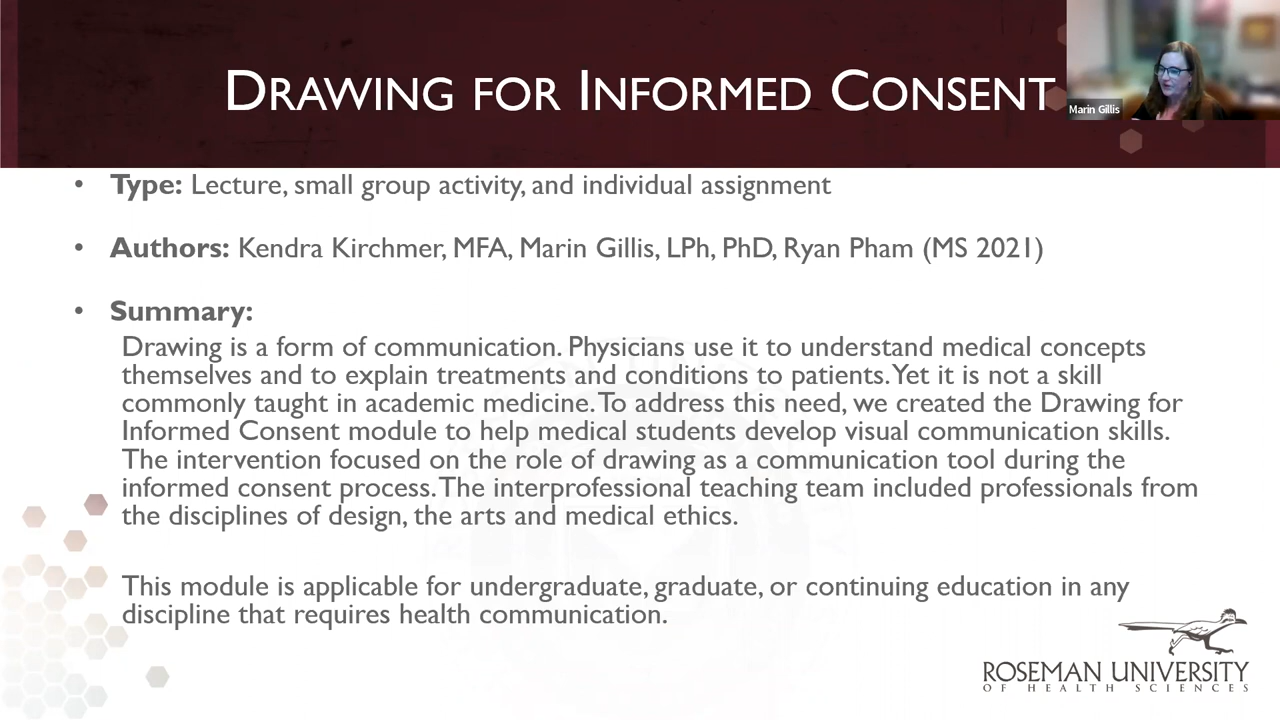 DRAWING FOR INFORMED CONSENT
Marin Gillis
• Type: Lecture, small group activity, and individual assignment
• Authors: Kendra Kirchmer, MFA, Marin Gillis, LPh, PhD, Ryan Pham (MS 2021)
• Summary:
Drawing is a form of communication. Physicians use it to understand medical concepts
themselves and to explain treatments and conditions to patients. Yet it is not a skill
commonly taught in academic medicine. To address this need, we created the Drawing for
Informed Consent module to help medical students develop visual communication skills.
The intervention focused on the role of drawing as a communication tool during the
informed consent process. The interprofessional teaching team included professionals from
the disciplines of design, the arts and medical ethics.
This module is applicable for undergraduate, graduate, or continuing education in any
discipline that requires health communication.
ROSEMAN UNIVERSITY
OF HEALTH SCIENCES